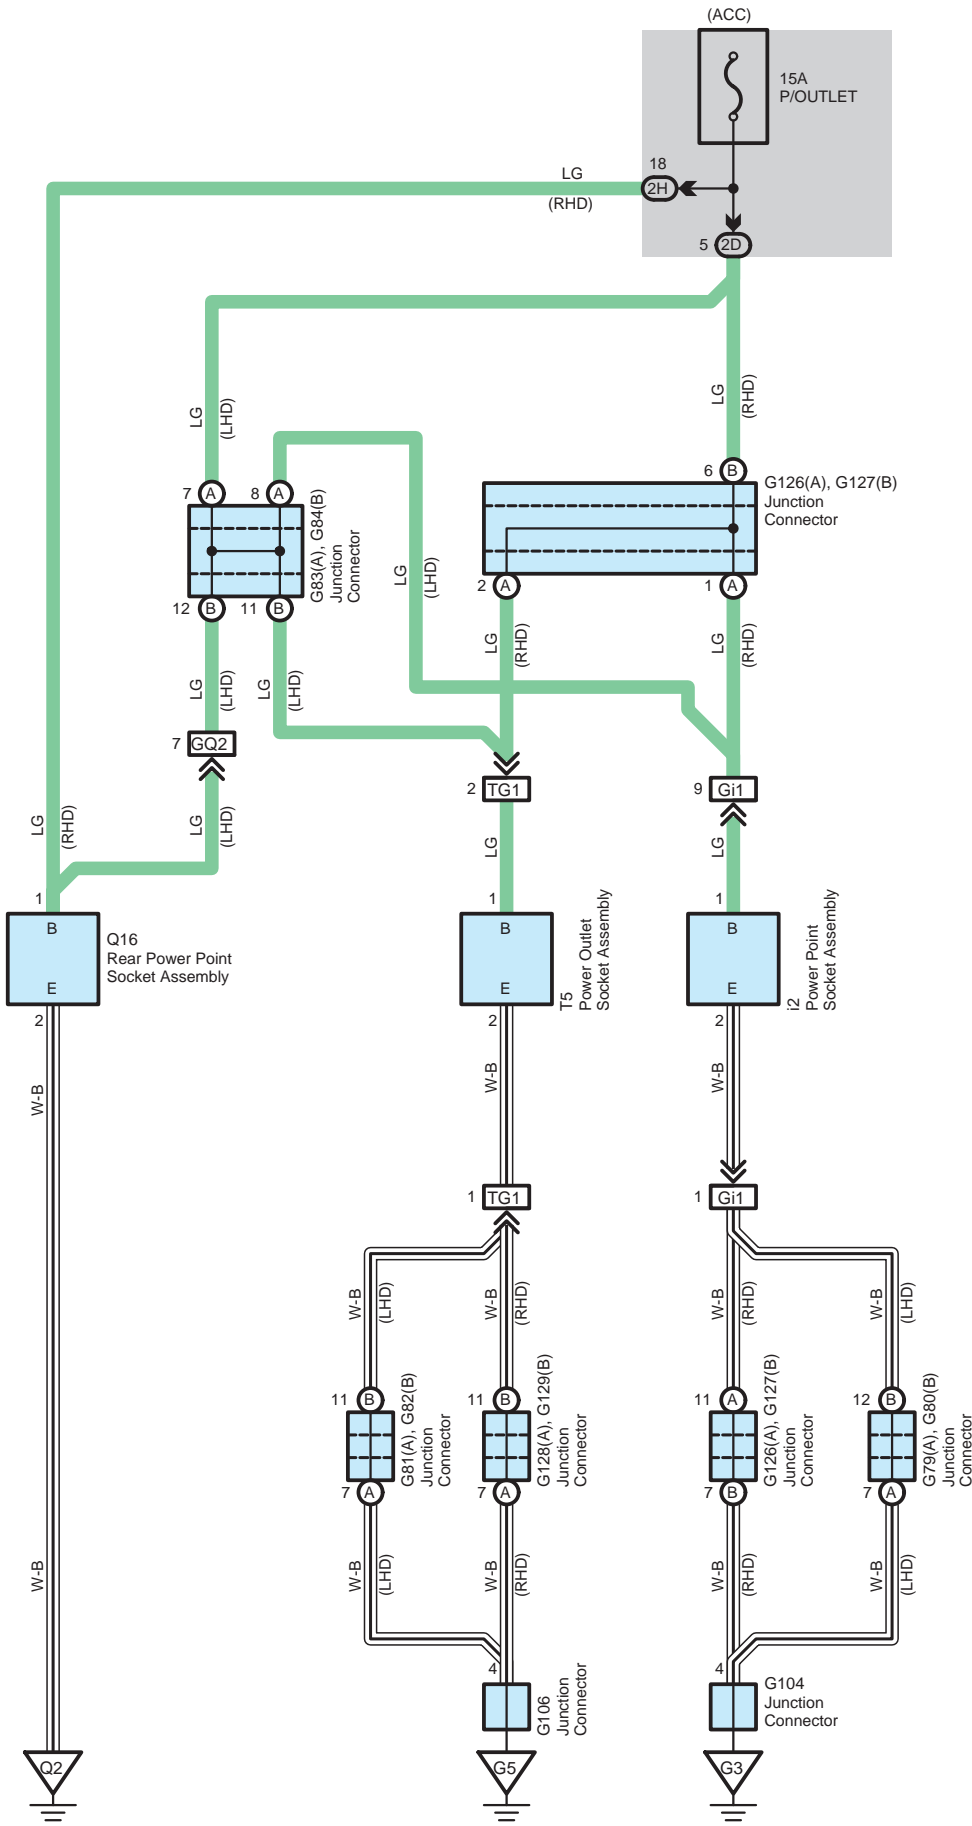 (ACC)
15A
P/OUTLET
18
2H
LG
(RHD)
5
2D
LG
(LHD)
LG
(RHD)
7
A
8
A
G83(A), G84(B)
Junction
Connector
12
B
11
B
LG
(LHD)
6
B
G126(A), G127(B)
Junction
Connector
2
A
1
A
LG
(RHD)
LG
(RHD)
LG
(LHD)
LG
(LHD)
7
GQ2
2
TG1
9
Gi1
LG
(RHD)
LG
(LHD)
LG
LG
1
B
E
2
Q16
Rear Power Point
Socket Assembly
1
B
E
2
T5
Power Outlet
Socket Assembly
1
B
E
2
i2
Power Point
Socket Assembly
W-B
W-B
W-B
1
TG1
1
Gi1
W-B
(LHD)
W-B
(RHD)
W-B
(RHD)
W-B
(LHD)
11
B
G81(A), G82(B)
Junction
Connector
7
A
11
B
G128(A), G129(B)
Junction
Connector
7
A
11
A
G126(A), G127(B)
Junction
Connector
7
B
12
B
G79(A), G80(B)
Junction
Connector
7
A
W-B
W-B
(LHD)
W-B
(RHD)
W-B
(RHD)
W-B
(LHD)
4
G106
Junction
Connector
4
G104
Junction
Connector
Q2
G5
G3